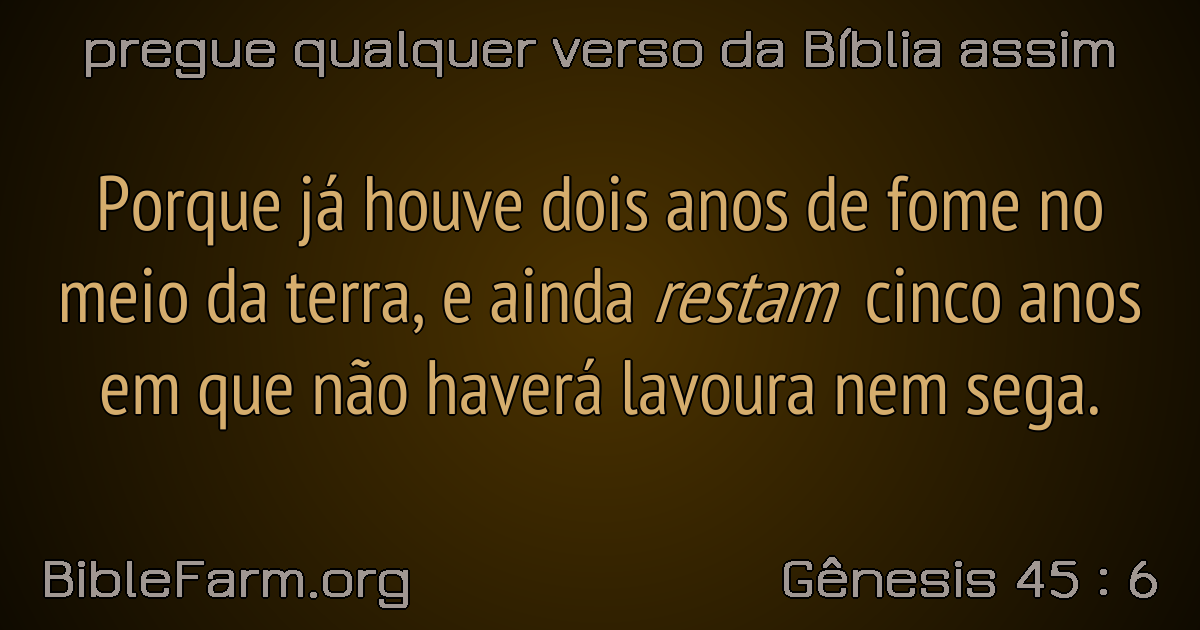 pregue qualquer verso da Bíblia assim
Porque já houve dois anos de fome no
meio da terra, e ainda restam cinco anos
em que não haverá lavoura nem sega.
BibleFarm.org
Gênesis 45 : 6